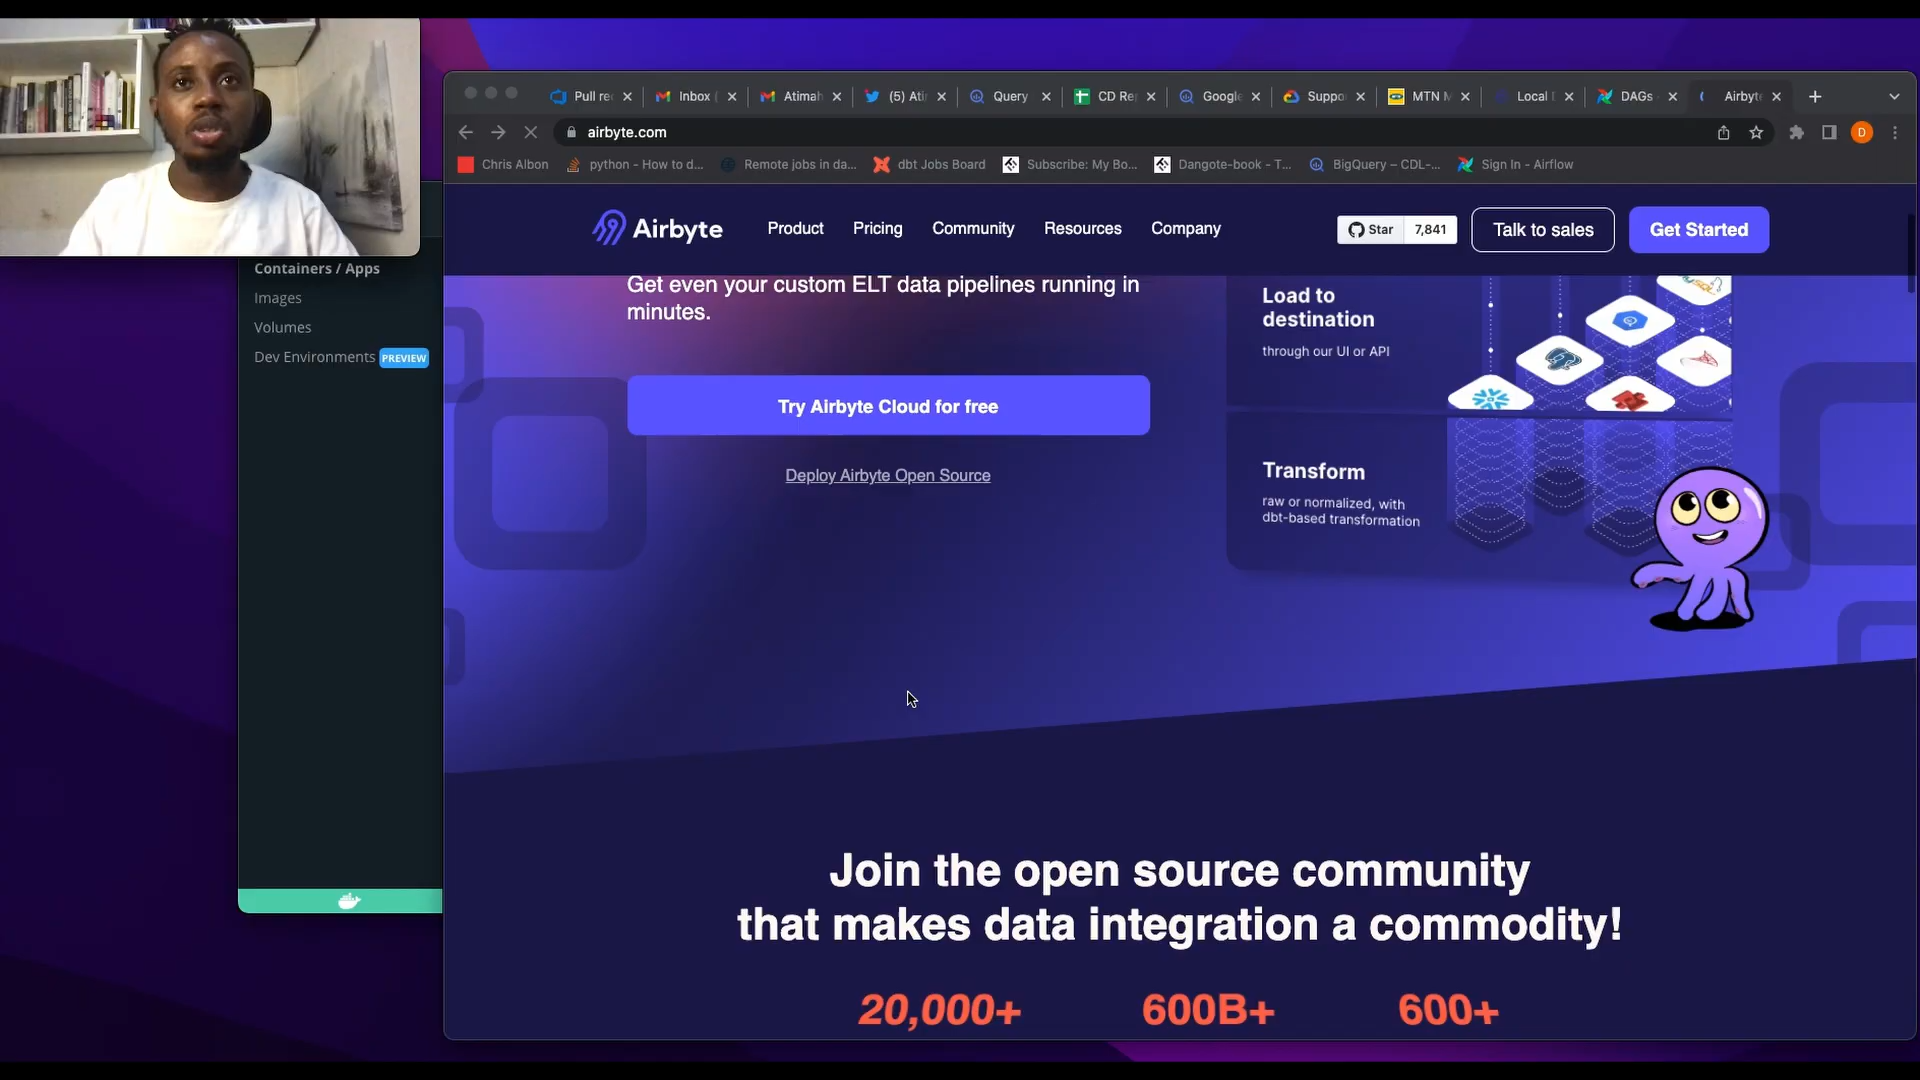 Pull re
Inbox (
Atimah
(5) Ati
Query
CD Re
Google
Suppo
MTN M
Local
DAGs -
Airbyte
airbyte.com
D
Chris Albon
python - How to d...
Remote jobs in da...
dbt Jobs Board
Subscribe: My Bo...
Dangote-book - T...
BigQuery – CDL-...
Sign In - Airflow
Airbyte
Product
Pricing
Community
Resources
Company
Star
7,841
Talk to sales
Get Started
Containers / Apps
Images
Volumes
Dev Environments PREVIEW
Get even your custom ELT data pipelines running in
minutes.
Try Airbyte Cloud for free
Deploy Airbyte Open Source
Load to
destination
through our UI or API
Transform
raw or normalized, with
dbt-based transformation
Join the open source community
that makes data integration a commodity!
20,000+
600B+
600+